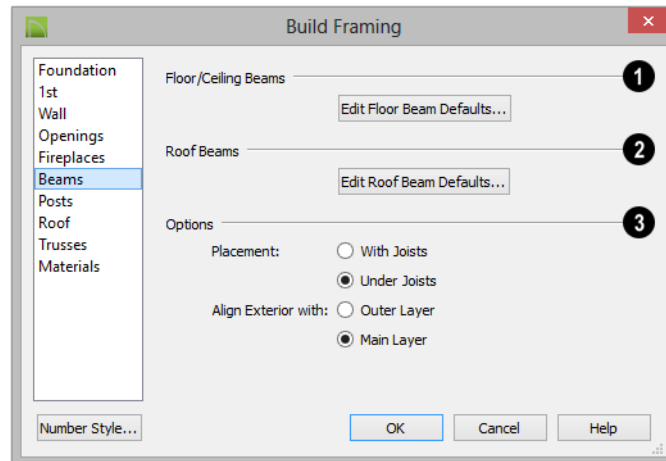 Build Framing
Foundation
1st
Wall
Openings
Fireplaces
Beams
Posts
Roof
Trusses
Materials
Floor/Ceiling Beams 1
Edit Floor Beam Defaults...
Roof Beams 2
Edit Roof Beam Defaults...
Options 3
Placement: With Joists
Under Joists
Align Exterior with: Outer Layer
Main Layer
Number Style... OK Cancel Help